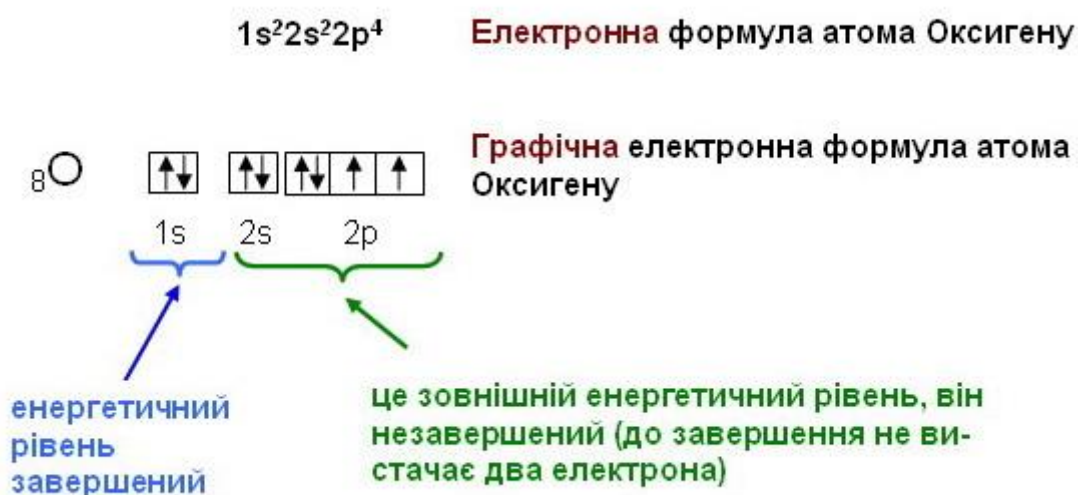 1s²2s²2p⁴ Електронна формула атома Оксигену
Графічна електронна формула атома
Оксигену
₈O
1s 2s 2p
енергетичний
рівень
завершений
це зовнішній енергетичний рівень, він
незавершений (до завершення не ви-
стачає два електрона)